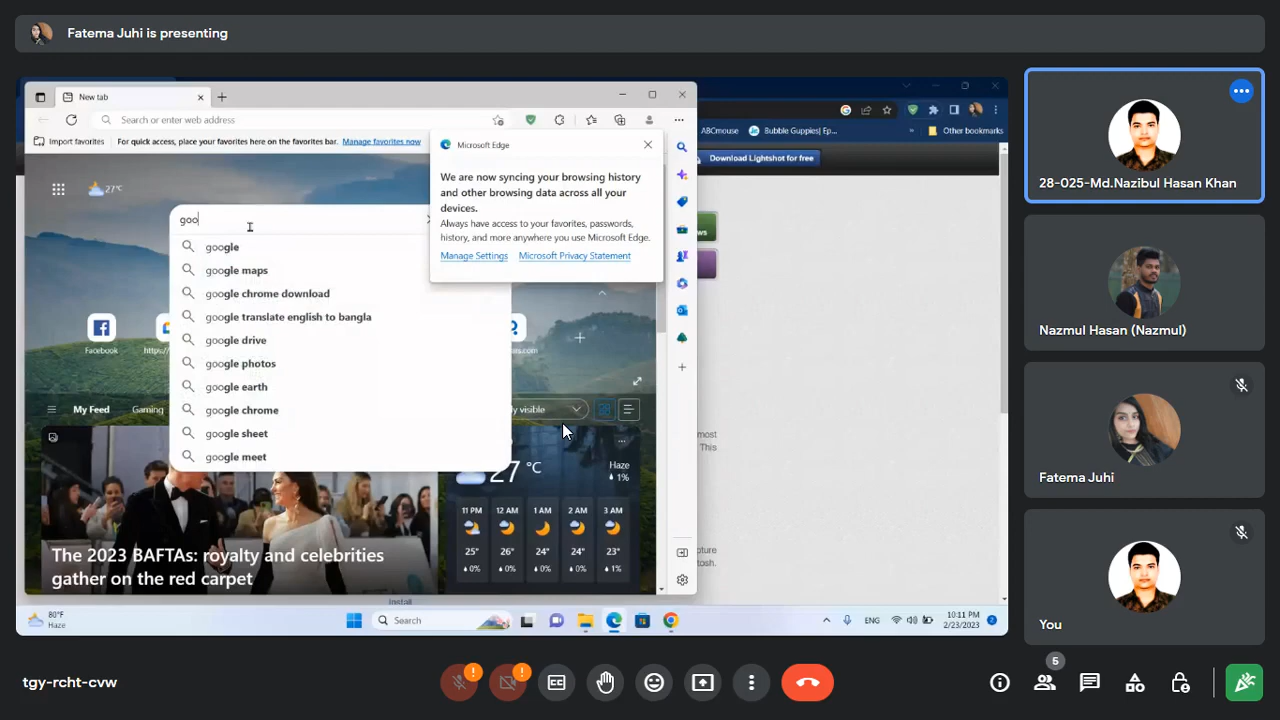 Fatema Juhi is presenting
New tab
Search or enter web address
Import favorites
For quick access, place your favorites here on the favorites bar. Manage favorites now
ABCmouse
Bubble Guppies| Ep...
Other bookmarks
Download Lightshot for free
27 °C
goo
google
google maps
google chrome download
google translate english to bangla
google drive
google photos
google earth
google chrome
google sheet
google meet
Microsoft Edge
We are now syncing your browsing history
and other browsing data across all your
devices.
Always have access to your favorites, passwords,
history, and more anywhere you use Microsoft Edge.
Manage Settings
Microsoft Privacy Statement
Facebook
My Feed
Gaming
visible
27 °C
Haze
1%
11 PM
12 AM
1 AM
2 AM
3 AM
25°
26°
24°
24°
23°
0%
0%
0%
0%
1%
The 2023 BAFTAs: royalty and celebrities
gather on the red carpet
most
This
Install
80°F
Haze
Search
ENG
10:11 PM
2/23/2023
2
28-025-Md.Nazibul Hasan Khan
Nazmul Hasan (Nazmul)
Fatema Juhi
You
tgy-rcht-cvw
5